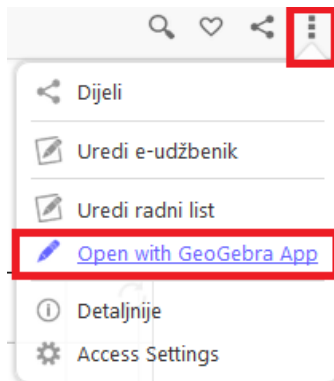 Dijeli
Uredi e-udžbenik
Uredi radni list
Open with GeoGebra App
Detaljnije
Access Settings